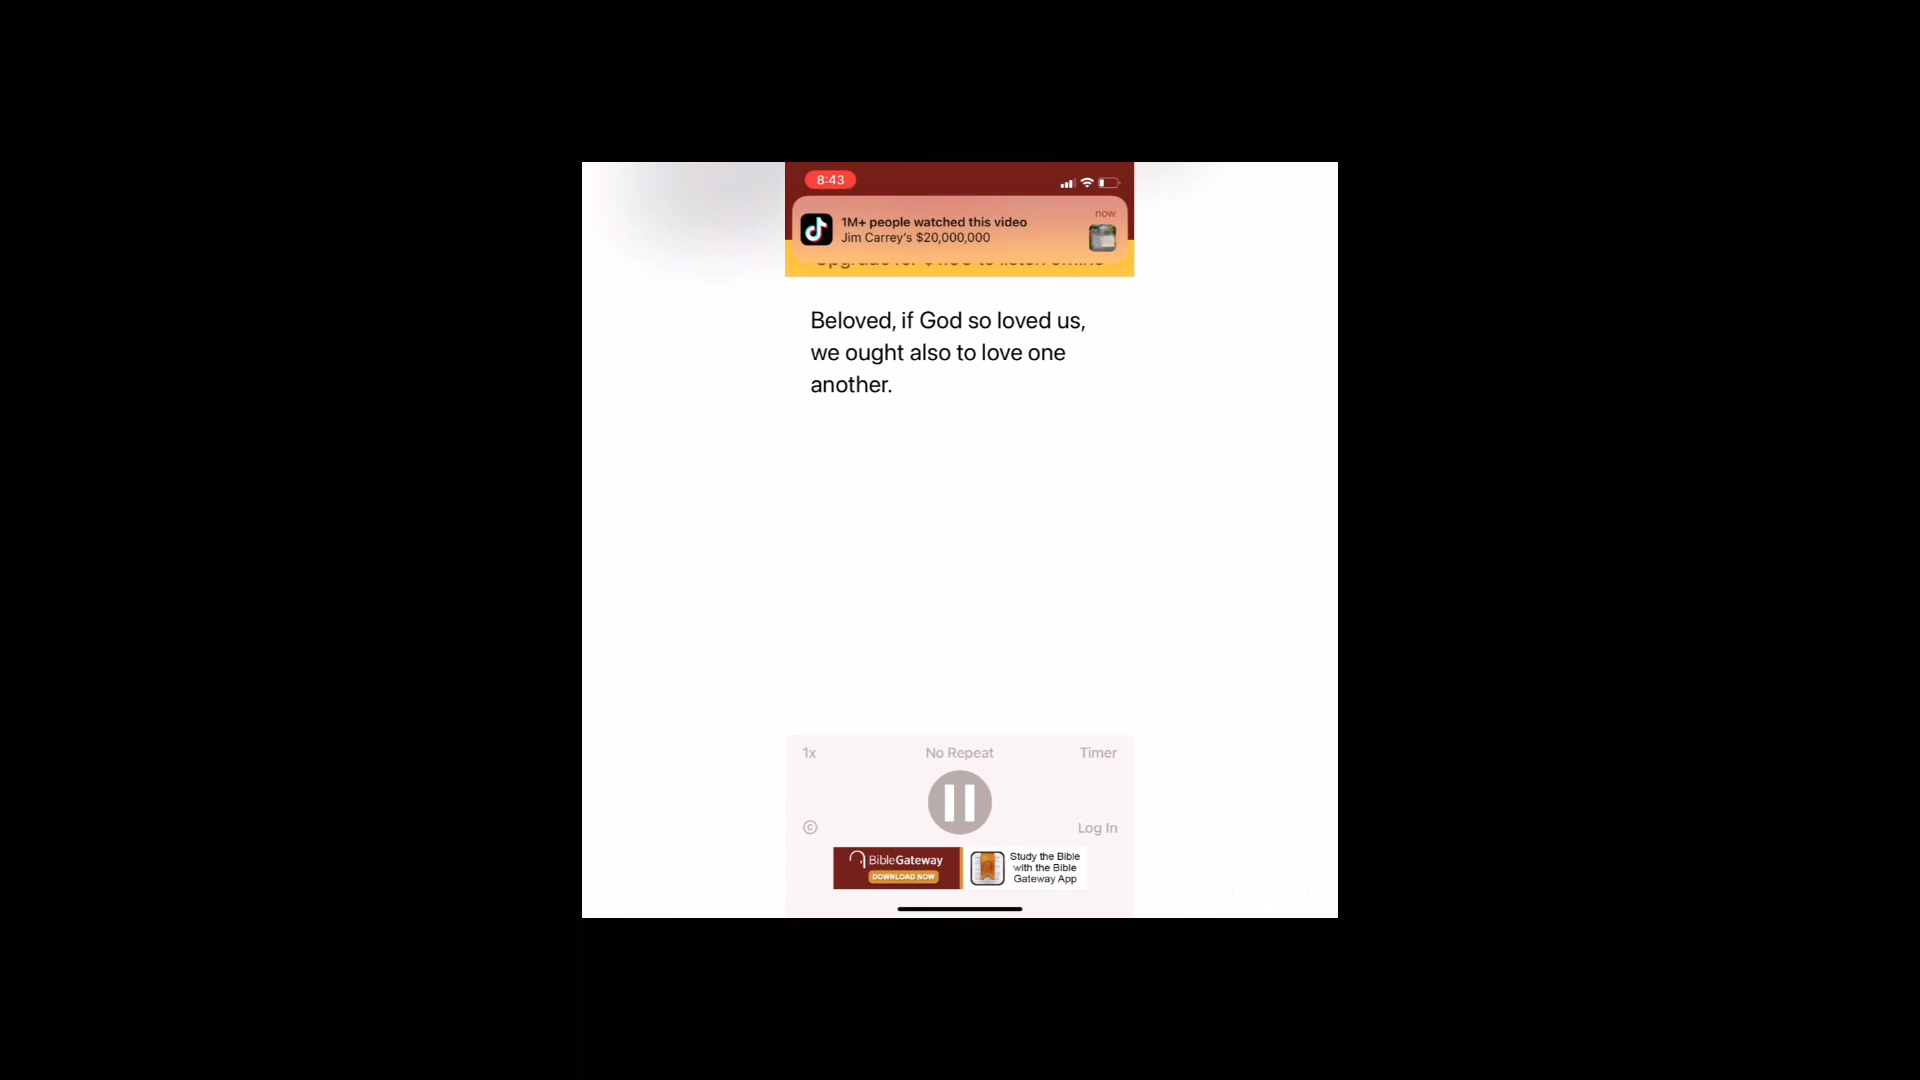 8:43
1M+ people watched this video
now
Jim Carrey's $20,000,000
Beloved, if God so loved us,
we ought also to love one
another.
1x
No Repeat
Timer
©
Log In
BibleGateway
DOWNLOAD NOW
Study the Bible
with the Bible
Gateway App